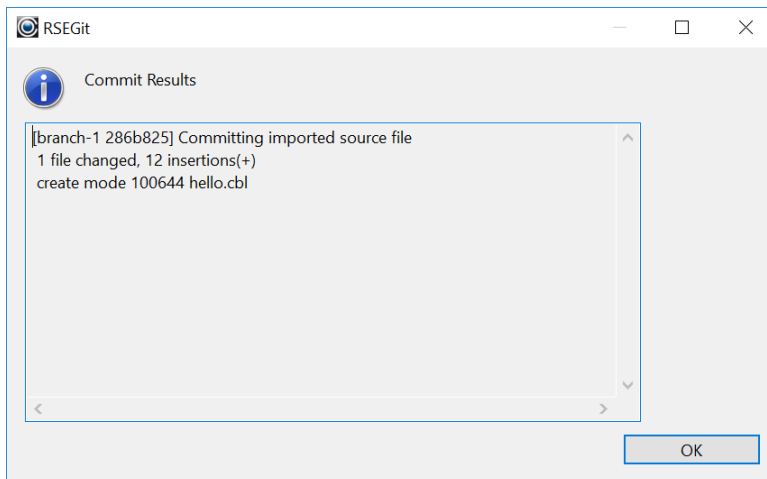 RSEGit
Commit Results
[branch-1 286b825] Committing imported source file
1 file changed, 12 insertions(+)
create mode 100644 hello.cbl
OK